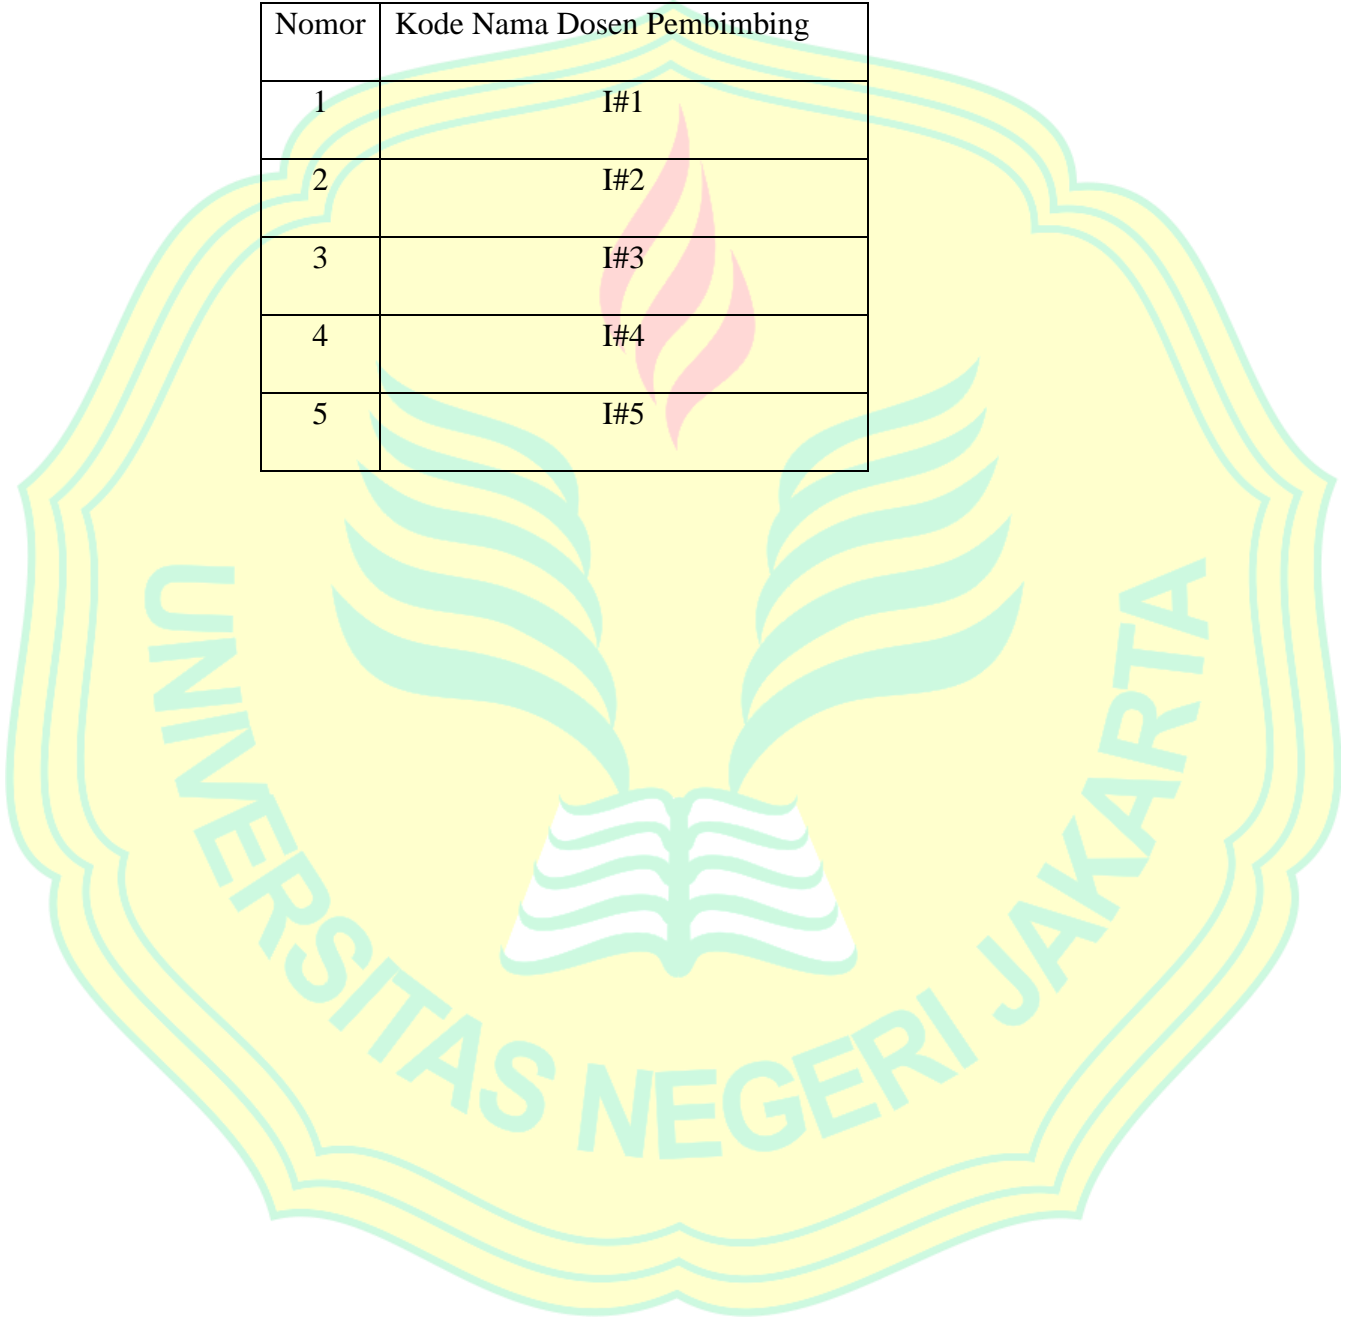 Nomor Kode Nama Dosen Pembimbing
1 I#1
2 I#2
3 I#3
4 I#4
5 I#5
UNIVERSITAS NEGERI JAKARTA